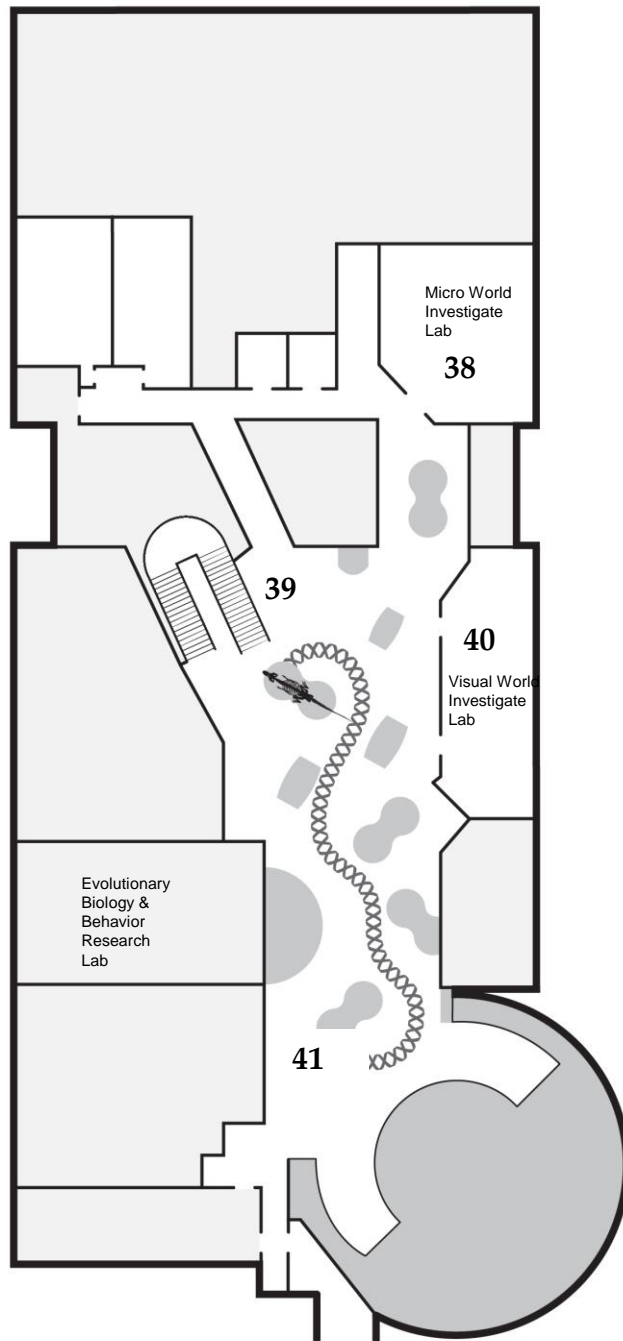 Micro World
Investigate
Lab
38
39
40
Visual World
Investigate
Lab
Evolutionary
Biology &
Behavior
Research
Lab
41